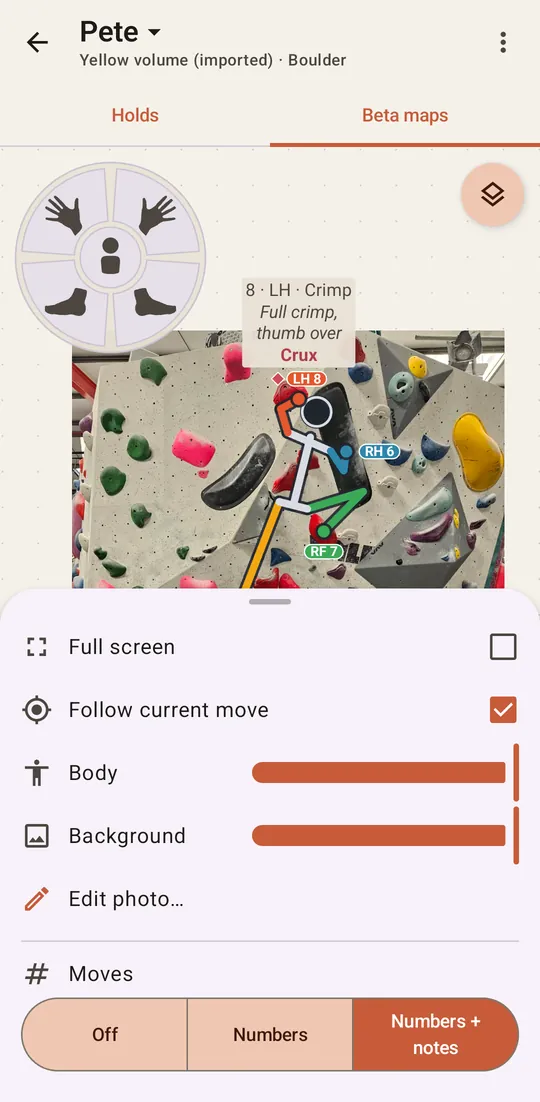 Pete
Yellow volume (imported) · Boulder
Holds
Beta maps
8 · LH · Crimp
Full crimp,
thumb over
Crux
LH 8
RH 6
RF 7
Full screen
Follow current move
Body
Background
Edit photo…
Moves
Off
Numbers
Numbers +
notes